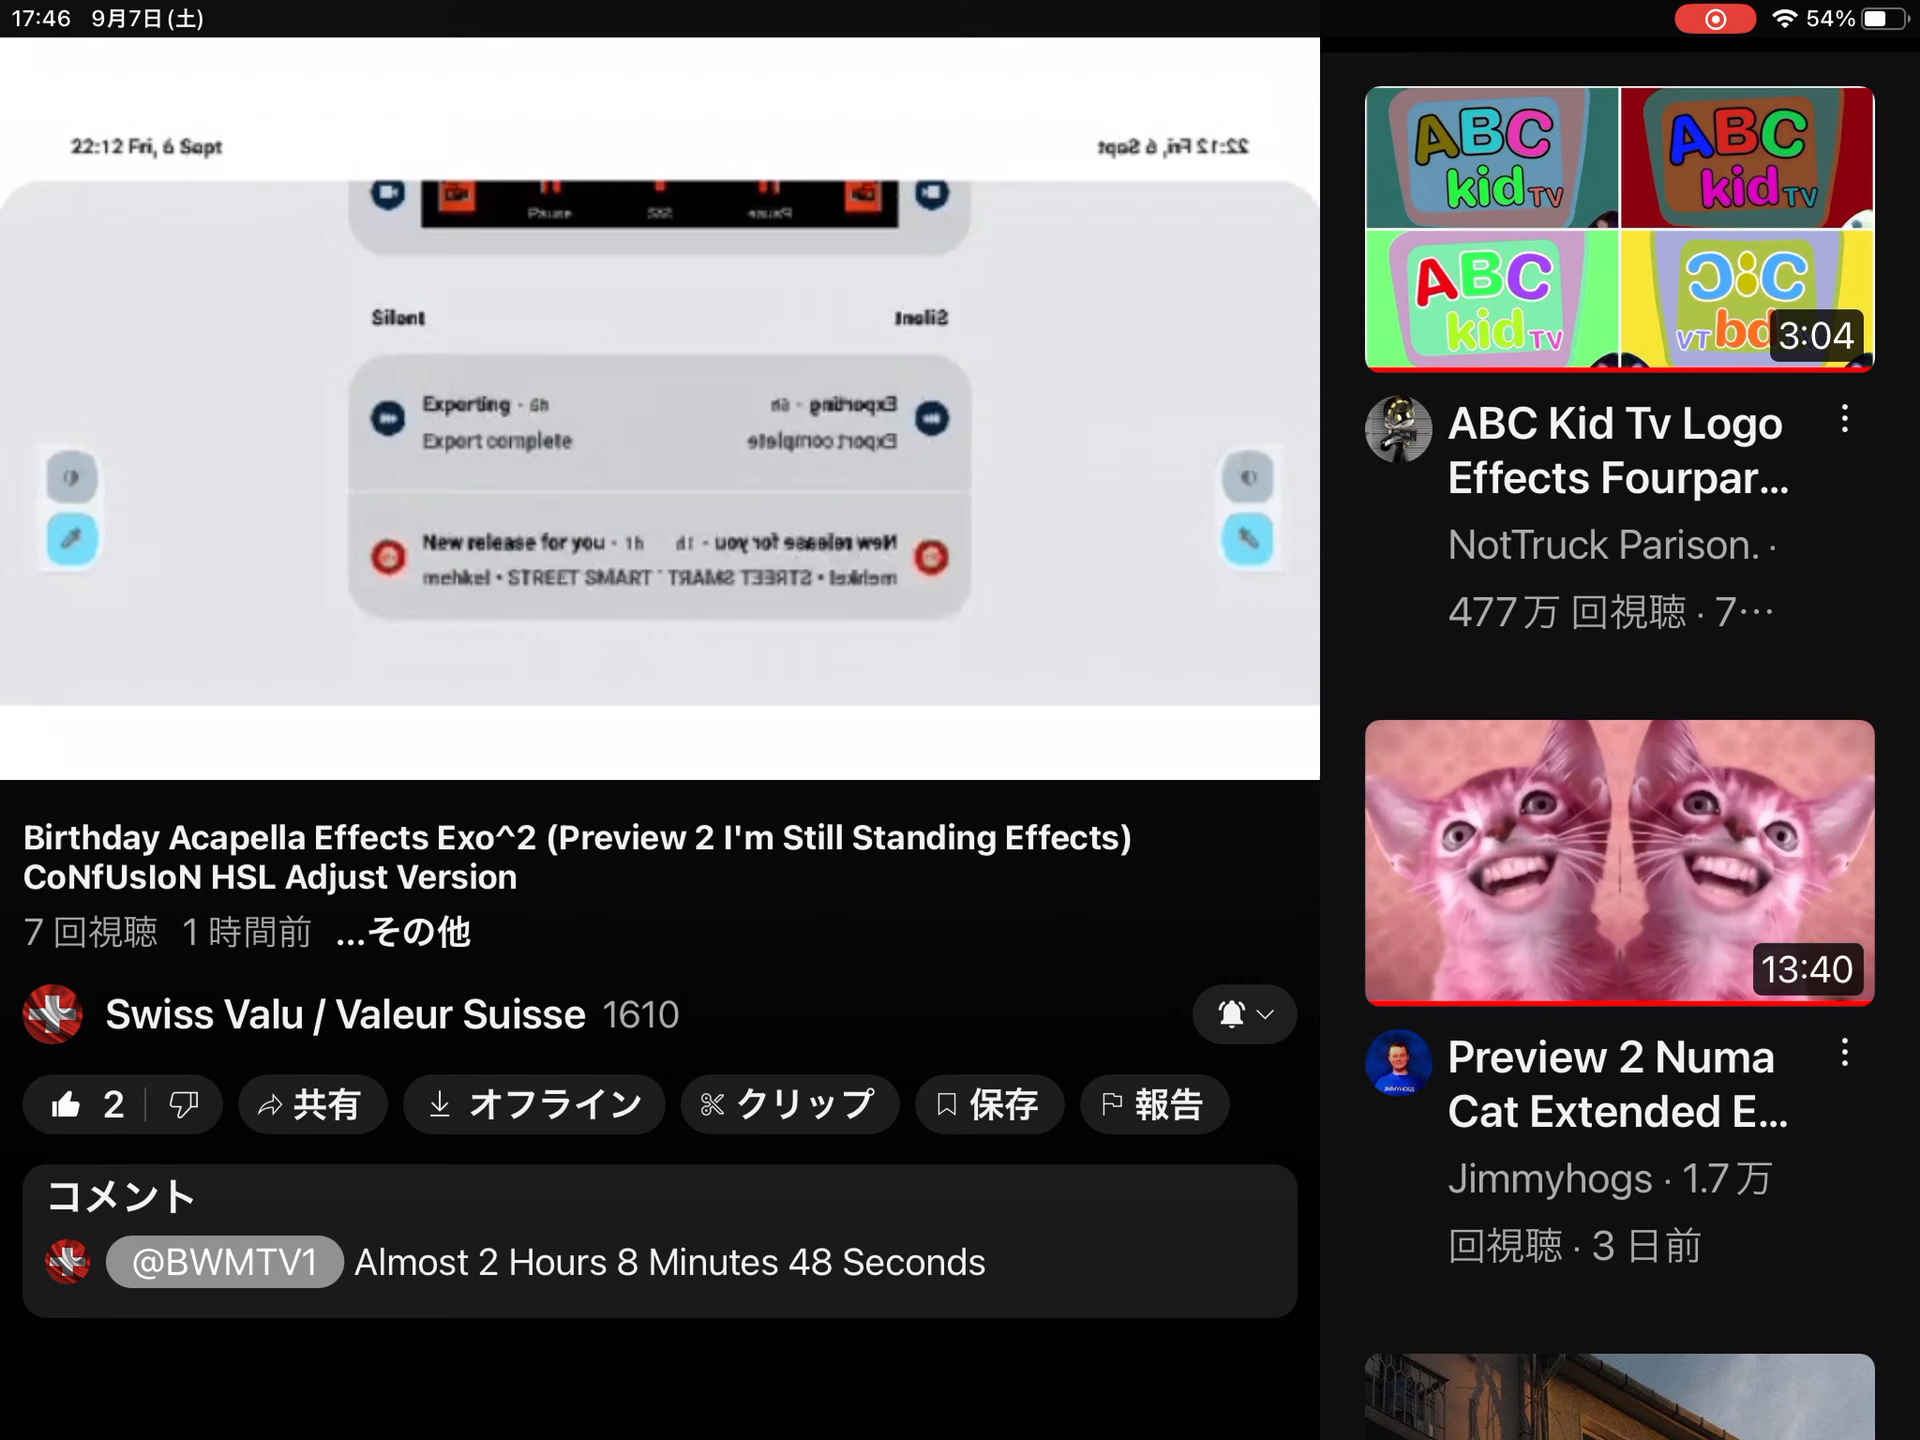 17:46 9月7日(土)
54%
22:12 Fri, 6 Sept
Pause
Silent
Exporting · 6h
Export complete
New release for you · 1h
mehkel • STREET SMART
Birthday Acapella Effects Exo^2 (Preview 2 I'm Still Standing Effects)
CoNfUsIoN HSL Adjust Version
7 回視聴 1 時間前 ...その他
Swiss Valu / Valeur Suisse 1610
2
共有
オフライン
クリップ
保存
報告
コメント
@BWMTV1 Almost 2 Hours 8 Minutes 48 Seconds
ABC kid TV
ABC kid TV
ABC kid TV
3:04
ABC Kid Tv Logo
Effects Fourpar...
NotTruck Parison. ·
477万 回視聴 · 7…
13:40
Preview 2 Numa
Cat Extended E...
Jimmyhogs · 1.7万
回視聴 · 3 日前